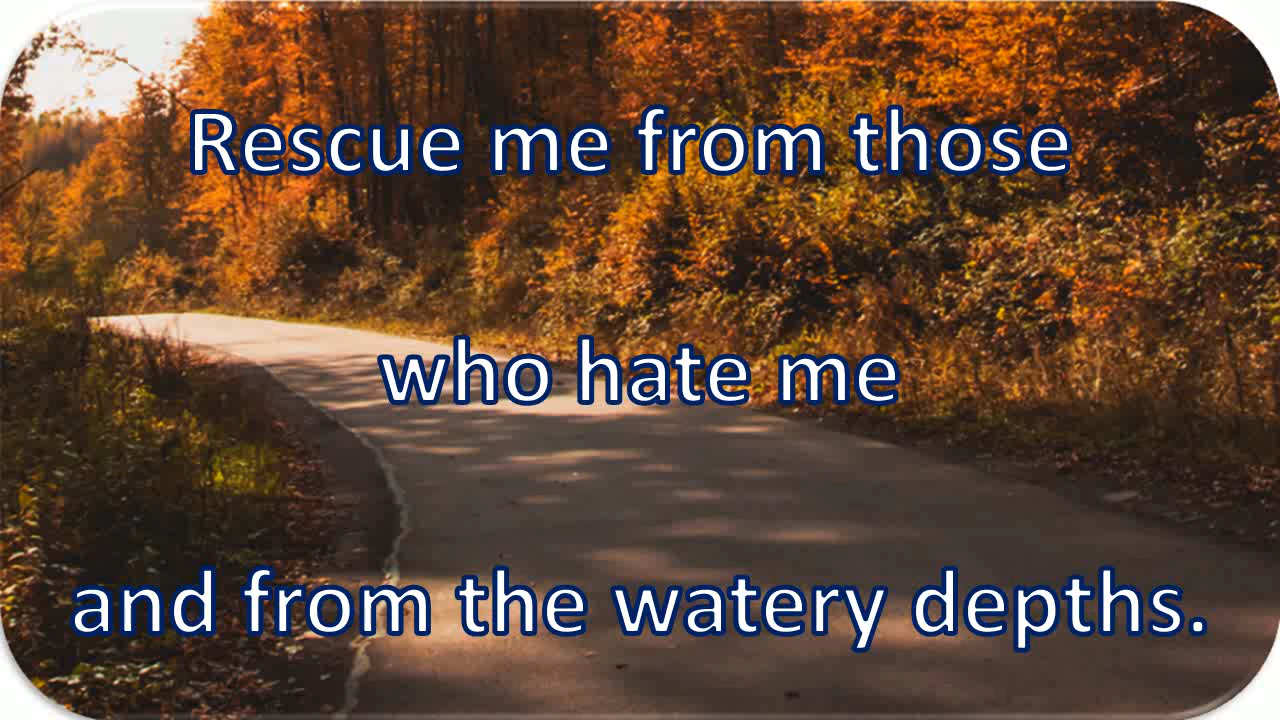 Rescue me from those
who hate me
and from the watery depths.